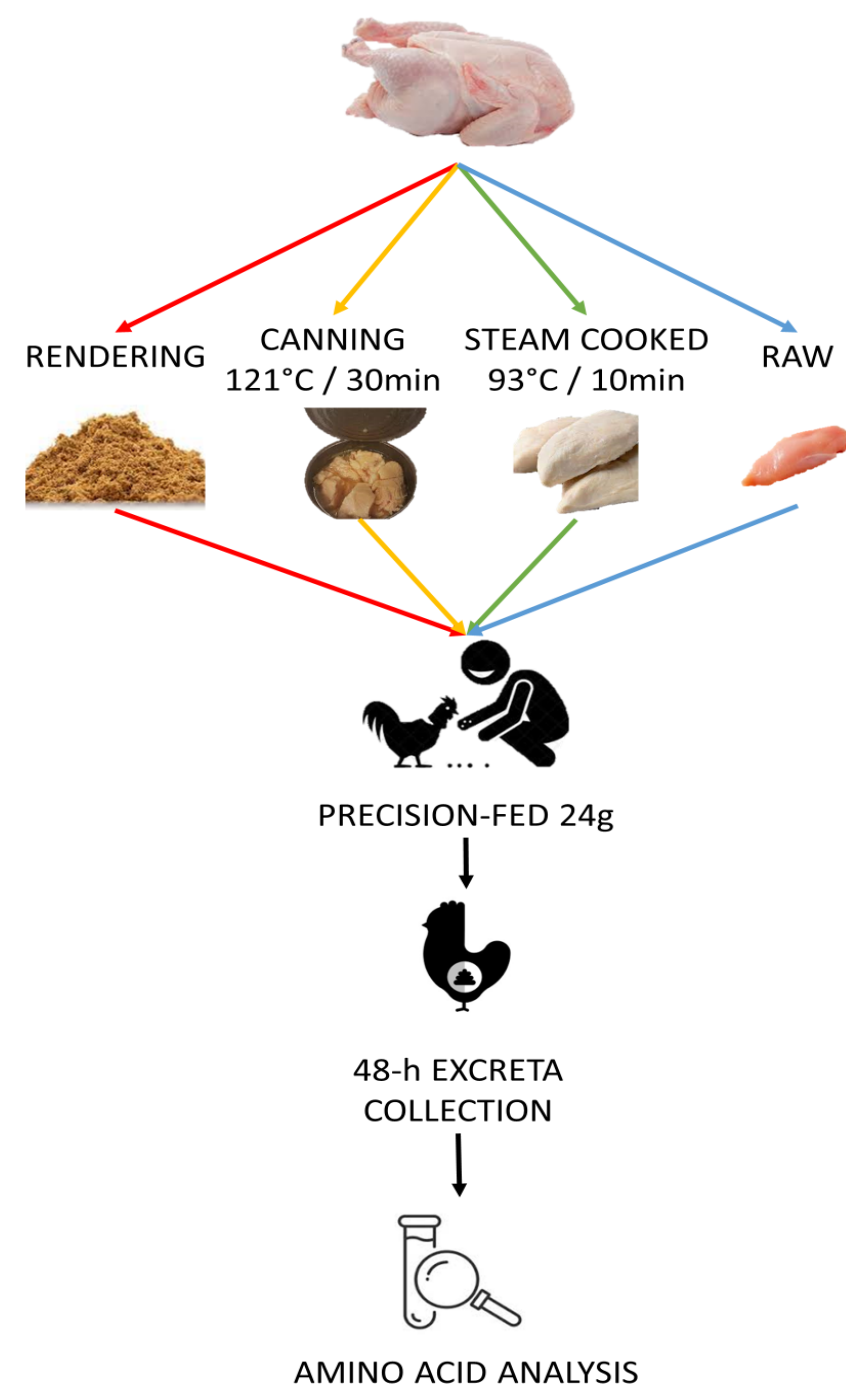 RENDERING
CANNING
121°C / 30min
STEAM COOKED
93°C / 10min
RAW
PRECISION-FED 24g
48-h EXCRETA
COLLECTION
AMINO ACID ANALYSIS